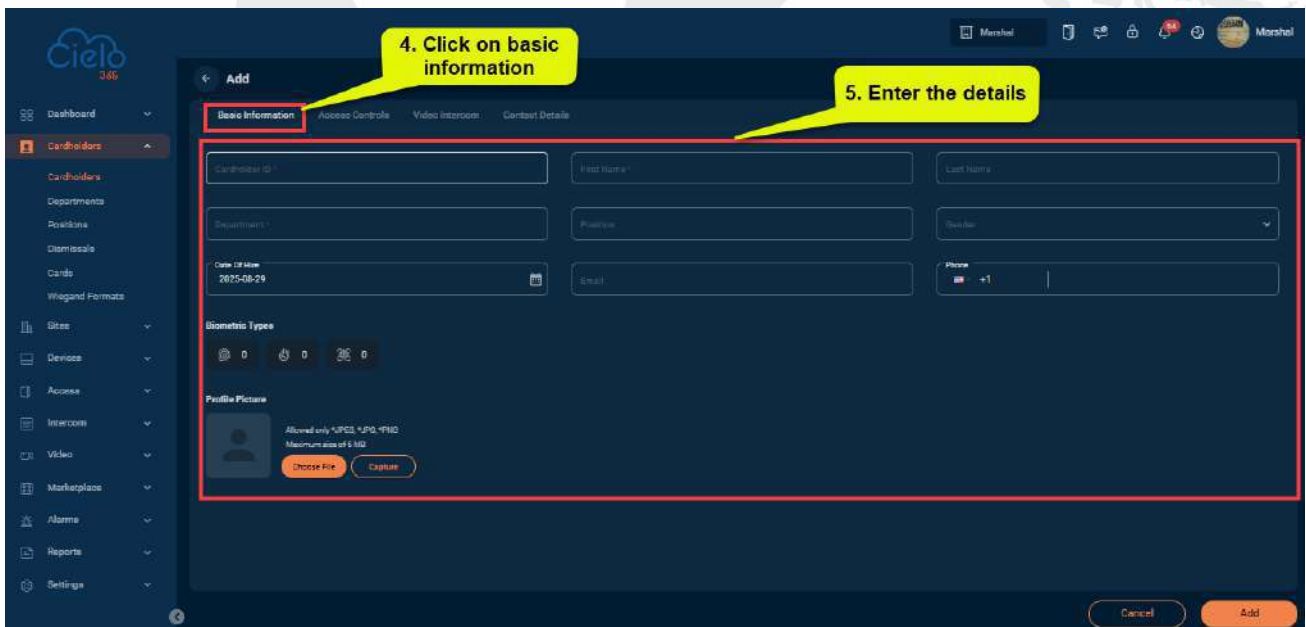 Cielo
365
4. Click on basic
information
Marshal
54
Marshal
Add
5. Enter the details
Dashboard
Basic Information
Access Controls
Video Intercom
Contact Details
Cardholders
Cardholders
Departments
Positions
Dismissals
Cards
Wiegand Formats
Sites
Devices
Access
Intercom
Video
Marketplace
Alarms
Reports
Settings
Cardholder ID *
First Name *
Last Name
Department *
Position
Gender
Date Of Hire
2025-08-29
Email
Phone
+1
Biometric Types
0
0
0
Profile Picture
Allowed only *JPEG, *JPG, *PNG
Maximum size of 5 MB
Choose File
Capture
Cancel
Add